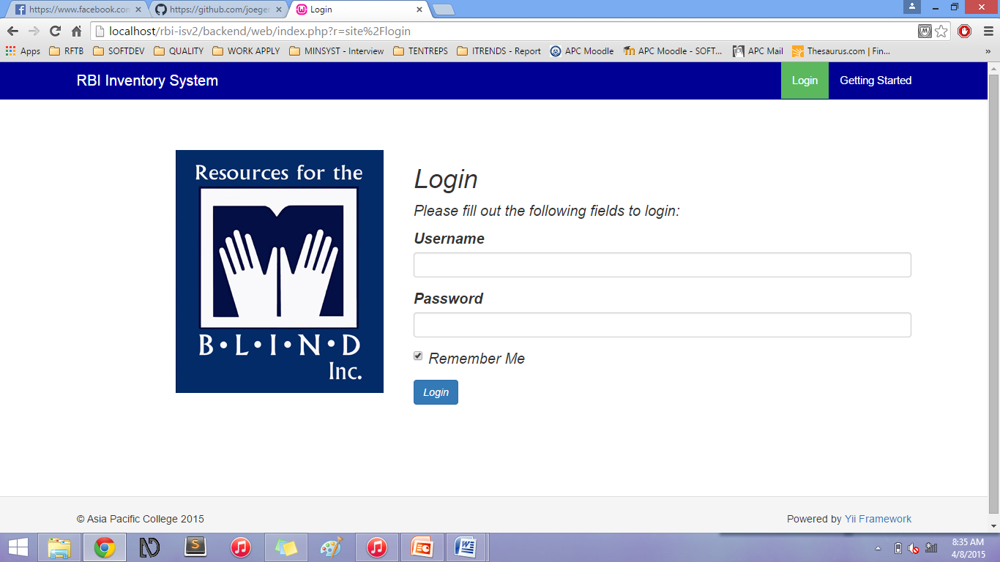 https://www.facebook.con
https://github.com/joege
Login
localhost/rbi-isv2/backend/web/index.php?r=site%2Flogin
Apps RFTB SOFTDEV QUALITY WORK APPLY MINSYST - Interview TENTREPS ITRENDS - Report APC Moodle APC Moodle - SOFT... APC Mail Thesaurus.com | Fin... »
RBI Inventory System
Login
Getting Started
Resources for the
B•L•I•N•D
Inc.
Login
Please fill out the following fields to login:
Username
Password
Remember Me
Login
© Asia Pacific College 2015
Powered by Yii Framework
8:35 AM
4/8/2015